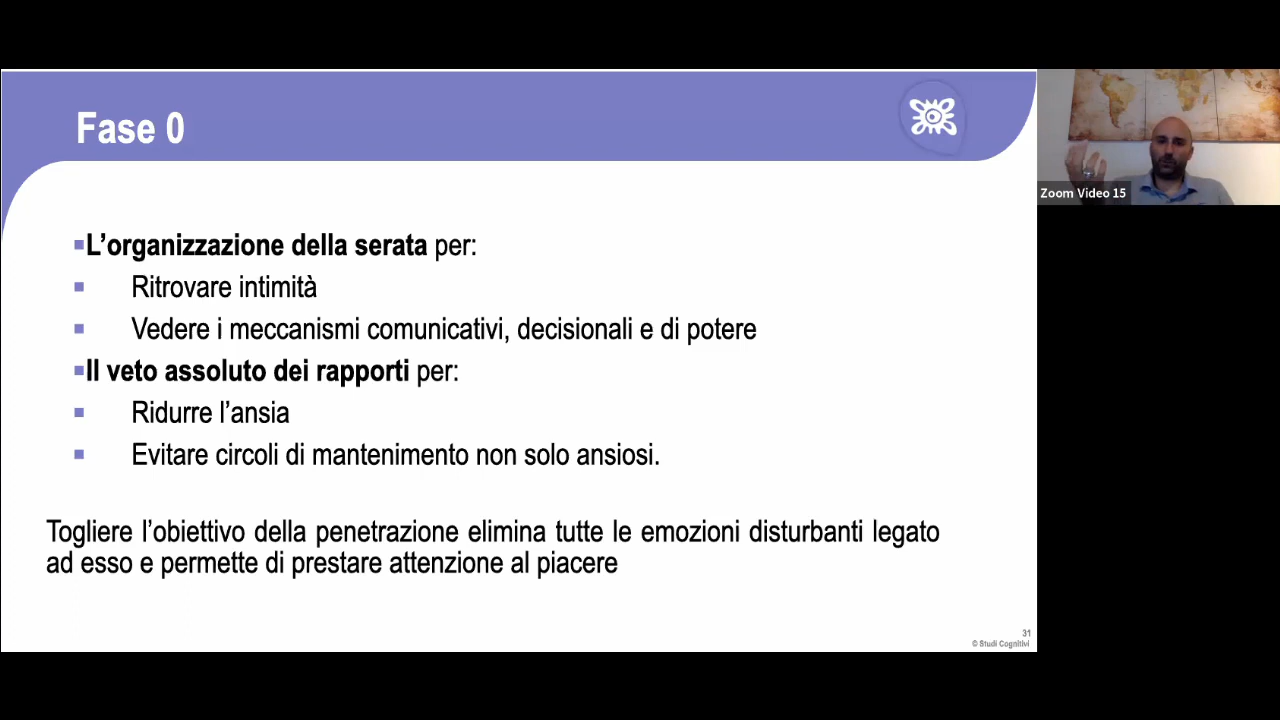 Fase 0
Zoom Video 15
▪L’organizzazione della serata per:
▪ Ritrovare intimità
▪ Vedere i meccanismi comunicativi, decisionali e di potere
▪Il veto assoluto dei rapporti per:
▪ Ridurre l’ansia
▪ Evitare circoli di mantenimento non solo ansiosi.
Togliere l’obiettivo della penetrazione elimina tutte le emozioni disturbanti legato
ad esso e permette di prestare attenzione al piacere
31
© Studi Cognitivi